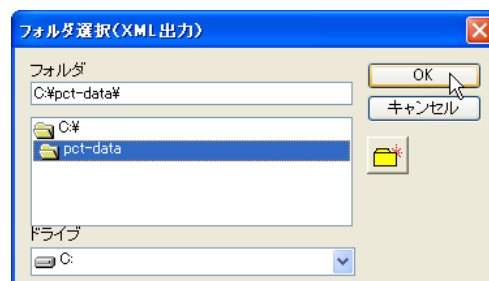 フォルダ選択(XML出力)
フォルダ
C:¥pct-data¥
OK
キャンセル
C:¥
pct-data
ドライブ
C: